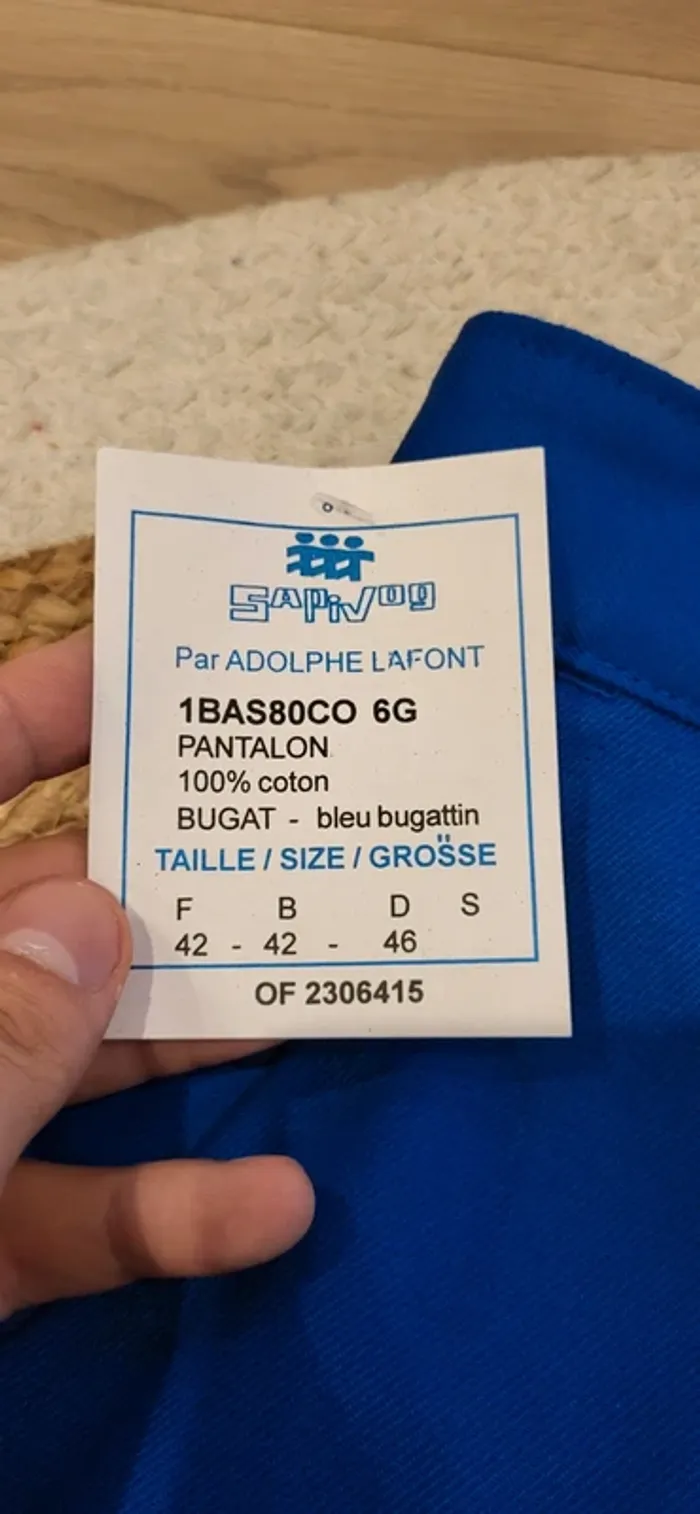 SAPIVOG
Par ADOLPHE LAFONT
1BAS80CO 6G
PANTALON
100% coton
BUGAT - bleu bugattin
TAILLE / SIZE / GRÖSSE
F B D S
42 - 42 - 46
OF 2306415